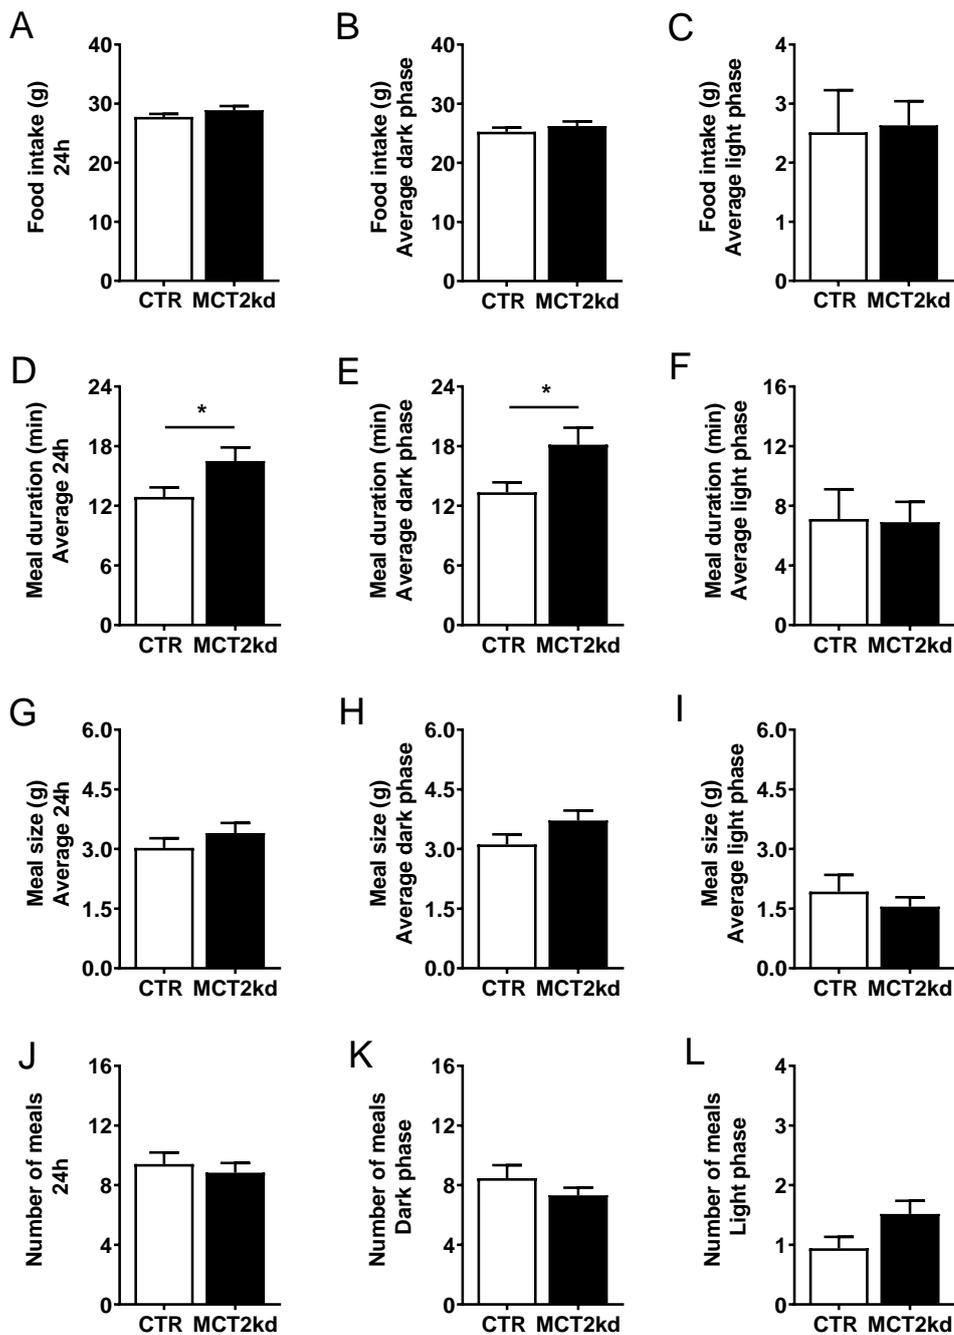 A
Food intake (g)
24h
40
30
20
10
0
CTR MCT2kd
B
Food intake (g)
Average dark phase
40
30
20
10
0
CTR MCT2kd
C
Food intake (g)
Average light phase
4
3
2
1
0
CTR MCT2kd
D
Meal duration (min)
Average 24h
24
18
12
6
0
*
CTR MCT2kd
E
Meal duration (min)
Average dark phase
24
18
12
6
0
*
CTR MCT2kd
F
Meal duration (min)
Average light phase
16
12
8
4
0
CTR MCT2kd
G
Meal size (g)
Average 24h
6.0
4.5
3.0
1.5
0.0
CTR MCT2kd
H
Meal size (g)
Average dark phase
6.0
4.5
3.0
1.5
0.0
CTR MCT2kd
I
Meal size (g)
Average light phase
6.0
4.5
3.0
1.5
0.0
CTR MCT2kd
J
Number of meals
24h
16
12
8
4
0
CTR MCT2kd
K
Number of meals
Dark phase
16
12
8
4
0
CTR MCT2kd
L
Number of meals
Light phase
4
3
2
1
0
CTR MCT2kd